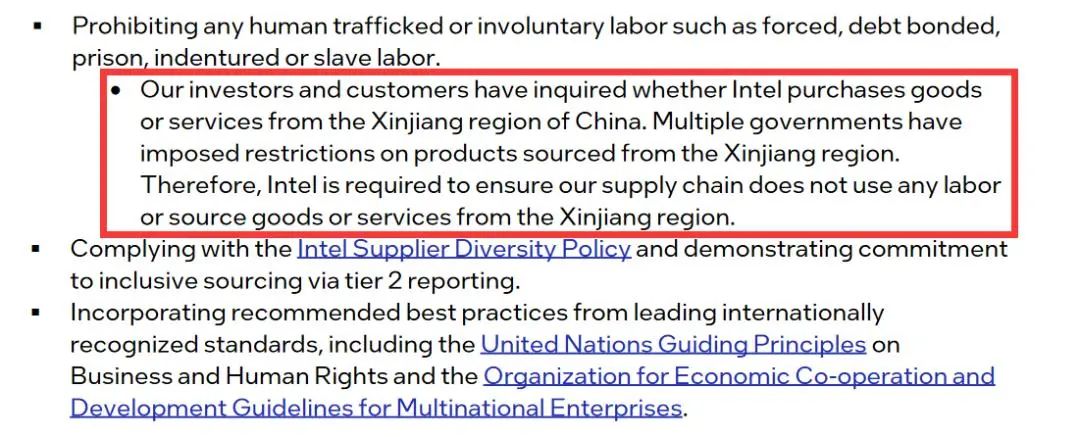 ▪ Prohibiting any human trafficked or involuntary labor such as forced, debt bonded,
prison, indentured or slave labor.
• Our investors and customers have inquired whether Intel purchases goods
or services from the Xinjiang region of China. Multiple governments have
imposed restrictions on products sourced from the Xinjiang region.
Therefore, Intel is required to ensure our supply chain does not use any labor
or source goods or services from the Xinjiang region.
▪ Complying with the Intel Supplier Diversity Policy and demonstrating commitment
to inclusive sourcing via tier 2 reporting.
▪ Incorporating recommended best practices from leading internationally
recognized standards, including the United Nations Guiding Principles on
Business and Human Rights and the Organization for Economic Co-operation and
Development Guidelines for Multinational Enterprises.